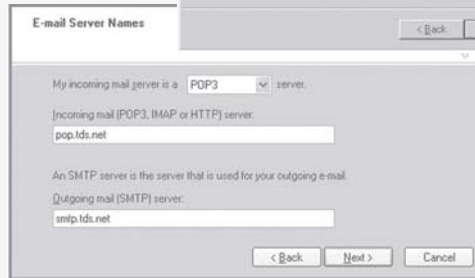 E-mail Server Names
< Back
My incoming mail server is a POP3 server.
Incoming mail (POP3, IMAP or HTTP) server:
pop.tds.net
An SMTP server is the server that is used for your outgoing e-mail.
Outgoing mail (SMTP) server:
smtp.tds.net
< Back Next > Cancel